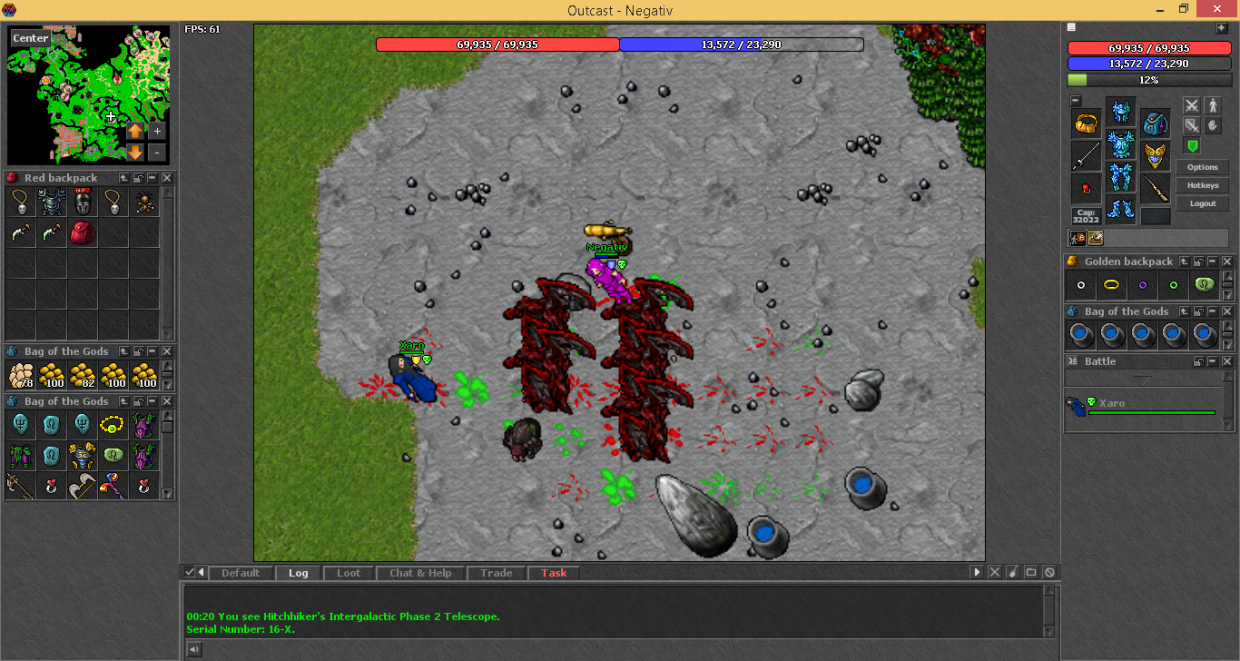 Outcast - Negativ
Center
FPS: 61
69,935 / 69,935
13,572 / 23,290
69,935 / 69,935
13,572 / 23,290
12%
Options
Hotkeys
Logout
Cap:
32022
Red backpack
Bag of the Gods
78
100
82
100
100
Bag of the Gods
Golden backpack
Bag of the Gods
Battle
Xaro
Negativ
Xaro
Default
Log
Loot
Chat & Help
Trade
Task
00:20 You see Hitchhiker's Intergalactic Phase 2 Telescope.
Serial Number: 16-X.